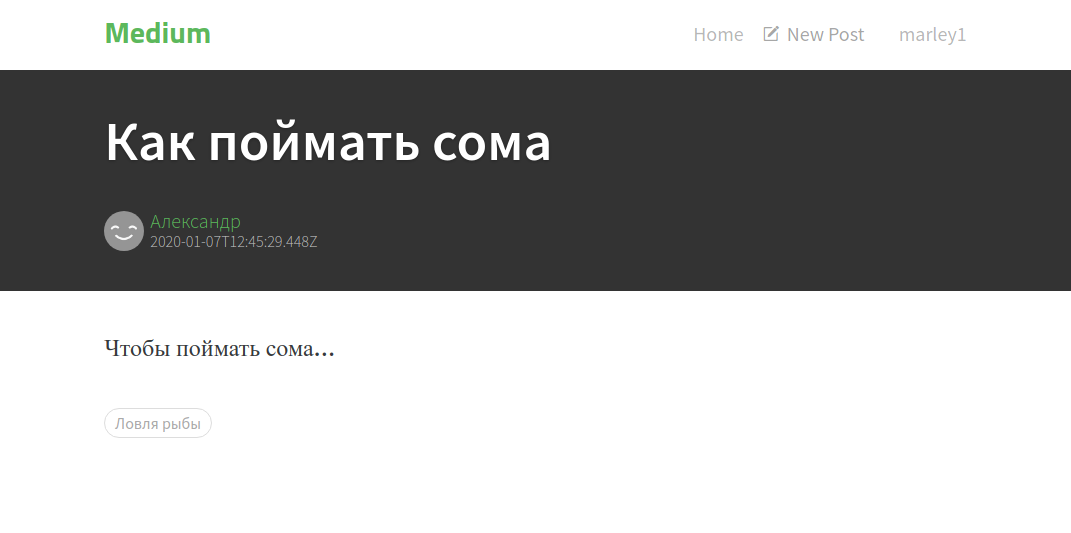 Medium
Home New Post marley1
Как поймать сома
Александр
2020-01-07T12:45:29.448Z
Чтобы поймать сома...
Ловля рыбы